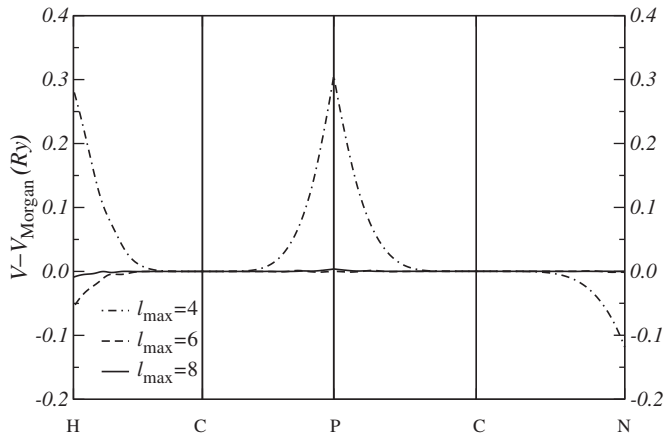 0.4 0.4
0.3 0.3
0.2 0.2
0.1 0.1
0.0 0.0
-0.1 -0.1
-0.2 -0.2
V−V_Morgan (Ry)
l_max=4
l_max=6
l_max=8
H C P C N